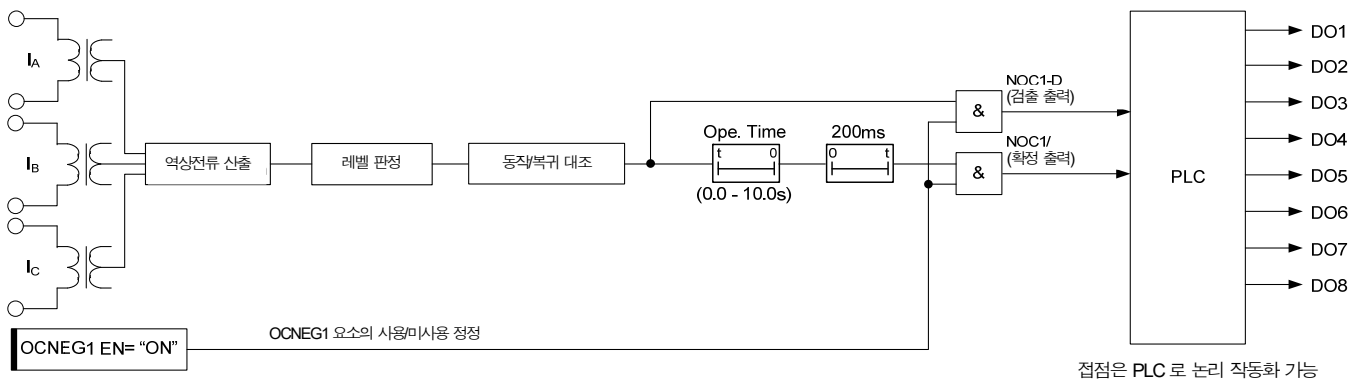 I_A
I_B
I_C
역상전류 산출
레벨 판정
동작/복귀 대조
Ope. Time
t 0
(0.0 - 10.0s)
200ms
0 t
&
&
NOC1-D
(검출 출력)
NOC1/
(확정 출력)
PLC
DO1
DO2
DO3
DO4
DO5
DO6
DO7
DO8
OCNEG1 EN= “ON”
OCNEG1 요소의 사용/미사용 정정
접점은 PLC 로 논리 작동화 가능